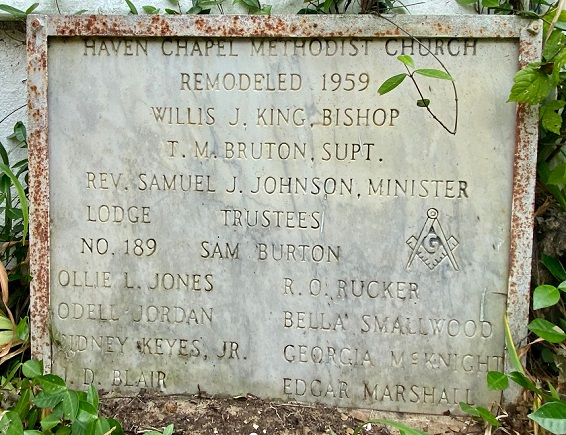 HAVEN CHAPEL METHODIST CHURCH
REMODELED 1959
WILLIS J. KING, BISHOP
T. M. BRUTON, SUPT.
REV. SAMUEL J. JOHNSON, MINISTER
LODGE TRUSTEES
NO. 189 SAM BURTON
G
OLLIE L. JONES R. O. RUCKER
ODELL JORDAN BELLA SMALLWOOD
SIDNEY KEYES, JR. GEORGIA McKNIGHT
D. BLAIR EDGAR MARSHALL